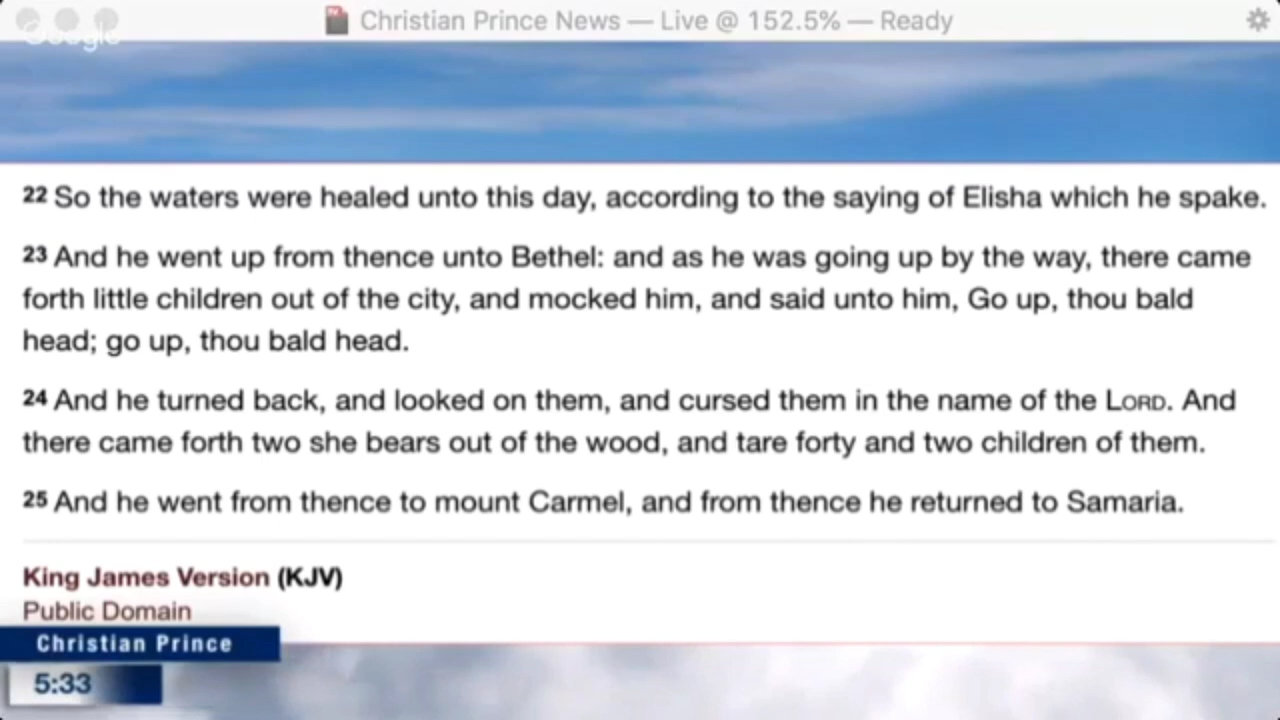 Christian Prince News — Live @ 152.5% — Ready
Google
22 So the waters were healed unto this day, according to the saying of Elisha which he spake.
23 And he went up from thence unto Bethel: and as he was going up by the way, there came
forth little children out of the city, and mocked him, and said unto him, Go up, thou bald
head; go up, thou bald head.
24 And he turned back, and looked on them, and cursed them in the name of the LORD. And
there came forth two she bears out of the wood, and tare forty and two children of them.
25 And he went from thence to mount Carmel, and from thence he returned to Samaria.
King James Version (KJV)
Public Domain
Christian Prince
5:33